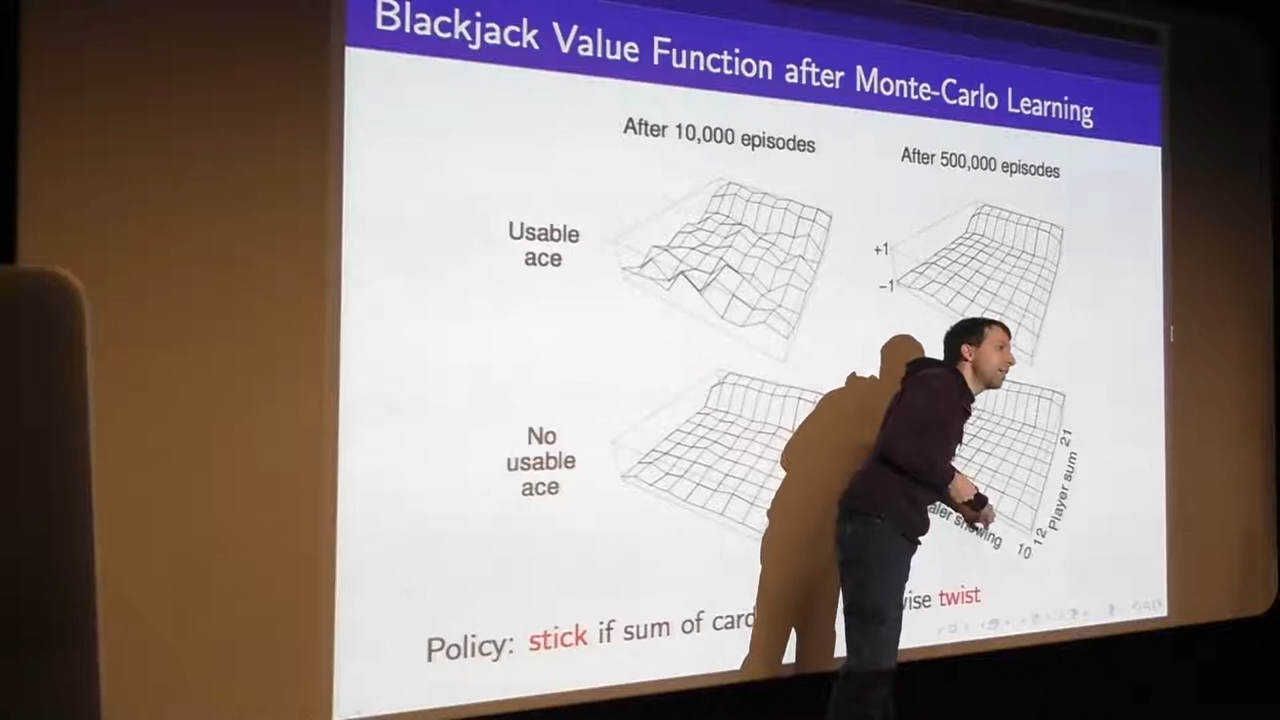 Blackjack Value Function after Monte-Carlo Learning
After 10,000 episodes
After 500,000 episodes
Usable
ace
+1
−1
No
usable
ace
Player sum
21
12
10
showing
Policy: stick if sum of
twist